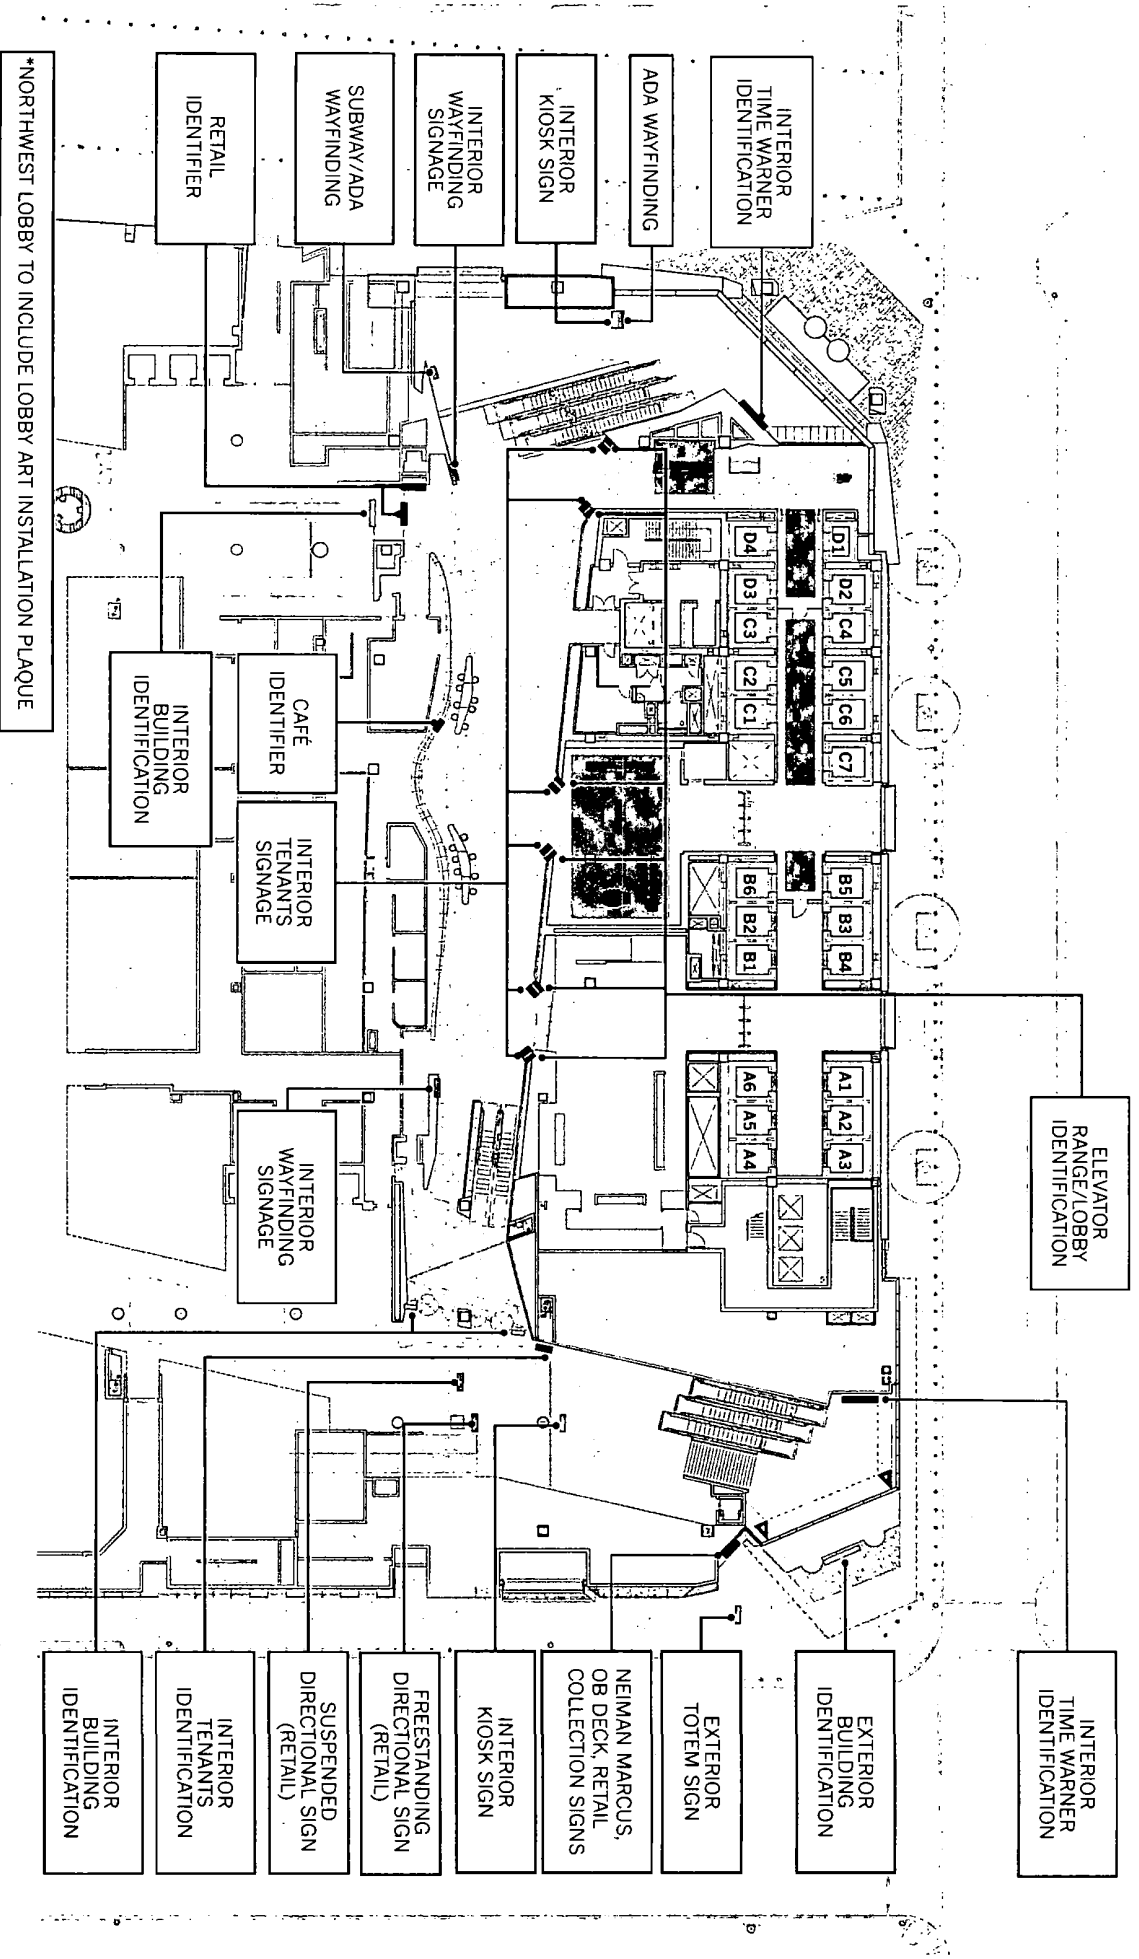 ELEVATOR
RANGE/LOBBY
IDENTIFICATION
INTERIOR
TIME WARNER
IDENTIFICATION
EXTERIOR
BUILDING
IDENTIFICATION
D1 D2 C4 C5 C6 C7 B5 B3 B4 A1 A2 A3
INTERIOR
TIME WARNER
IDENTIFICATION
D4 D3 C3 C2 C1 B6 B2 B1 A6 A5 A4
EXTERIOR
TOTEM SIGN
ADA WAYFINDING
NEIMAN MARCUS,
OB DECK, RETAIL
COLLECTION SIGNS
INTERIOR
KIOSK SIGN
INTERIOR
KIOSK SIGN
INTERIOR
WAYFINDING
SIGNAGE
FREESTANDING
DIRECTIONAL SIGN
(RETAIL)
SUBWAY/ADA
WAYFINDING
CAFÉ
IDENTIFIER
INTERIOR
TENANTS
SIGNAGE
INTERIOR
WAYFINDING
SIGNAGE
SUSPENDED
DIRECTIONAL SIGN
(RETAIL)
RETAIL
IDENTIFIER
INTERIOR
BUILDING
IDENTIFICATION
INTERIOR
TENANTS
IDENTIFICATION
INTERIOR
BUILDING
IDENTIFICATION
*NORTHWEST LOBBY TO INCLUDE LOBBY ART INSTALLATION PLAQUE